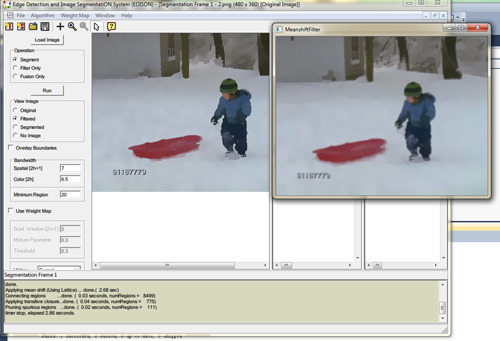 Edge Detection and Image SegmentatiON System (EDISON) - [Segmentation Frame 1 - 2.png (480 x 360) [Original Image]]
File Algorithm Weight Map Window Help
Load Image
Operation
Segment
Filter Only
Fusion Only
Run
View Image
Original
Filtered
Segmented
No Image
Overlay Boundaries
Bandwidth
Spatial [2h+1] 7
Color [2h] 6.5
Minimum Region 20
Use Weight Map
Grad. Window [2n+1] 2
Mixture Parameter 0.3
Threshold 0.3
81187779
MeanshiftFilter
81187779
Segmentation Frame 1
done.
Applying mean shift (Using Lattice) ... done.( 2.68 sec)
Connecting regions ...done. ( 0.03 seconds, numRegions = 8499)
Applying transitive closure...done. ( 0.04 seconds, numRegions = 775)
Pruning spurious regions ...done. ( 0.02 seconds, numRegions = 111)
timer stop, elapsed 2.86 seconds.